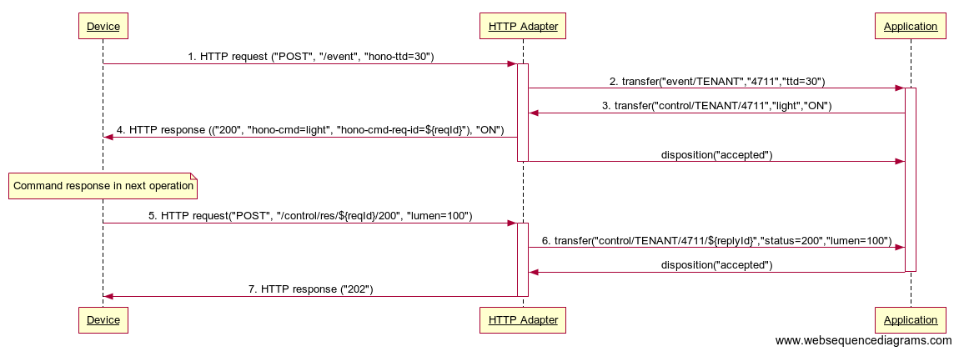 Device
HTTP Adapter
Application
1. HTTP request ("POST", "/event", "hono-ttd=30")
2. transfer("event/TENANT","4711","ttd=30")
3. transfer("control/TENANT/4711","light","ON")
4. HTTP response (("200", "hono-cmd=light", "hono-cmd-req-id=${reqId}"), "ON")
disposition("accepted")
Command response in next operation
5. HTTP request("POST", "/control/res/${reqId}/200", "lumen=100")
6. transfer("control/TENANT/4711/${replyId}","status=200","lumen=100")
disposition("accepted")
7. HTTP response ("202")
Device
HTTP Adapter
Application
www.websequencediagrams.com